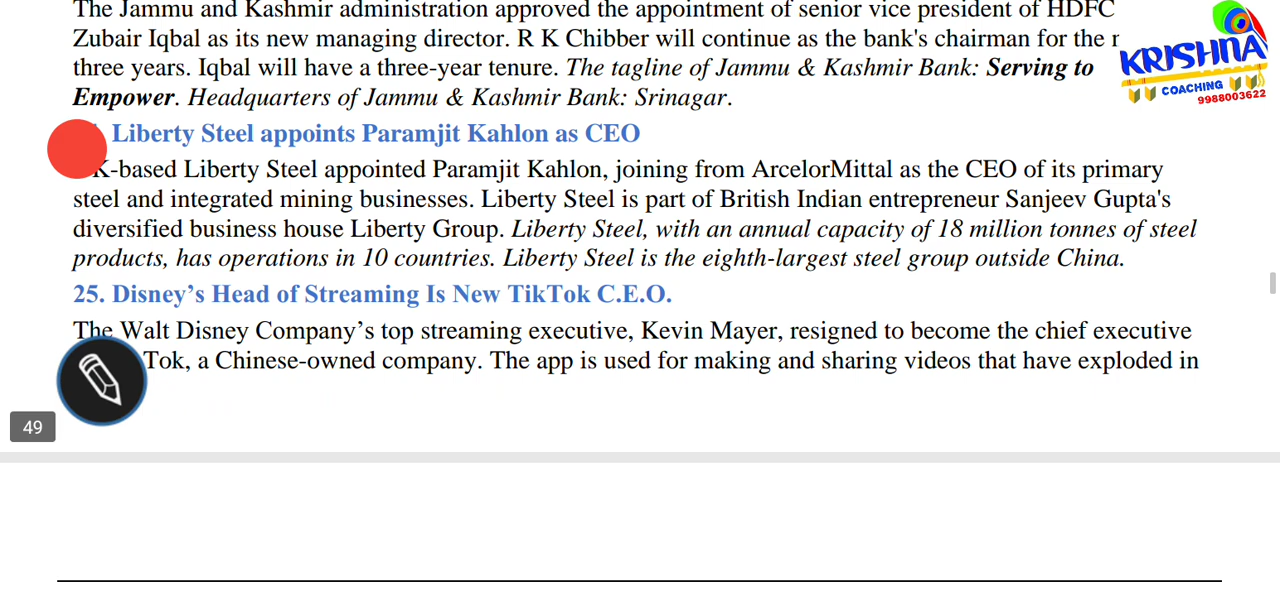 The Jammu and Kashmir administration approved the appointment of senior vice president of HDFC
Zubair Iqbal as its new managing director. R K Chibber will continue as the bank's chairman for the
three years. Iqbal will have a three-year tenure. The tagline of Jammu & Kashmir Bank: Serving to
Empower. Headquarters of Jammu & Kashmir Bank: Srinagar.
Liberty Steel appoints Paramjit Kahlon as CEO
K-based Liberty Steel appointed Paramjit Kahlon, joining from ArcelorMittal as the CEO of its primary
steel and integrated mining businesses. Liberty Steel is part of British Indian entrepreneur Sanjeev Gupta's
diversified business house Liberty Group. Liberty Steel, with an annual capacity of 18 million tonnes of steel
products, has operations in 10 countries. Liberty Steel is the eighth-largest steel group outside China.
25. Disney’s Head of Streaming Is New TikTok C.E.O.
The Walt Disney Company’s top streaming executive, Kevin Mayer, resigned to become the chief executive
Tok, a Chinese-owned company. The app is used for making and sharing videos that have exploded in
49
KRISHNA
COACHING
9988003622